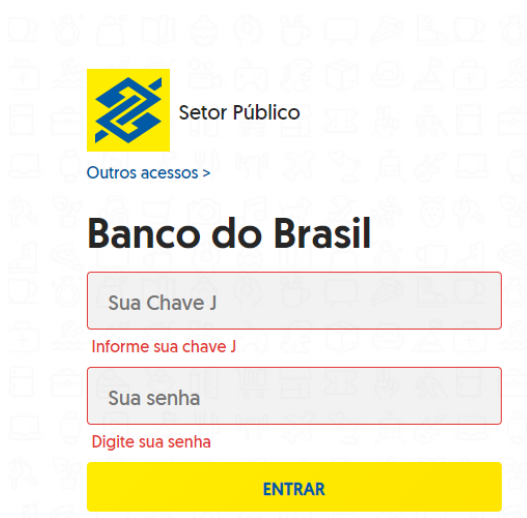 Setor Público
Outros acessos >
Banco do Brasil
Sua Chave J
Informe sua chave J
Sua senha
Digite sua senha
ENTRAR